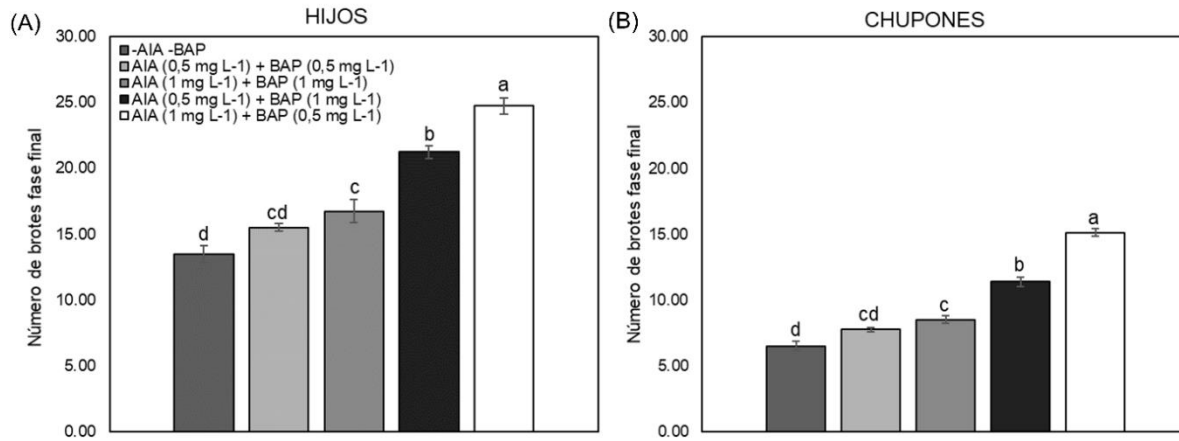 (A)
HIJOS
30.00
25.00
20.00
15.00
10.00
5.00
0.00
Número de brotes fase final
-AIA -BAP
AIA (0,5 mg L-1) + BAP (0,5 mg L-1)
AIA (1 mg L-1) + BAP (1 mg L-1)
AIA (0,5 mg L-1) + BAP (1 mg L-1)
AIA (1 mg L-1) + BAP (0,5 mg L-1)
d
cd
c
b
a
(B)
CHUPONES
30.00
25.00
20.00
15.00
10.00
5.00
0.00
Número de brotes fase final
d
cd
c
b
a